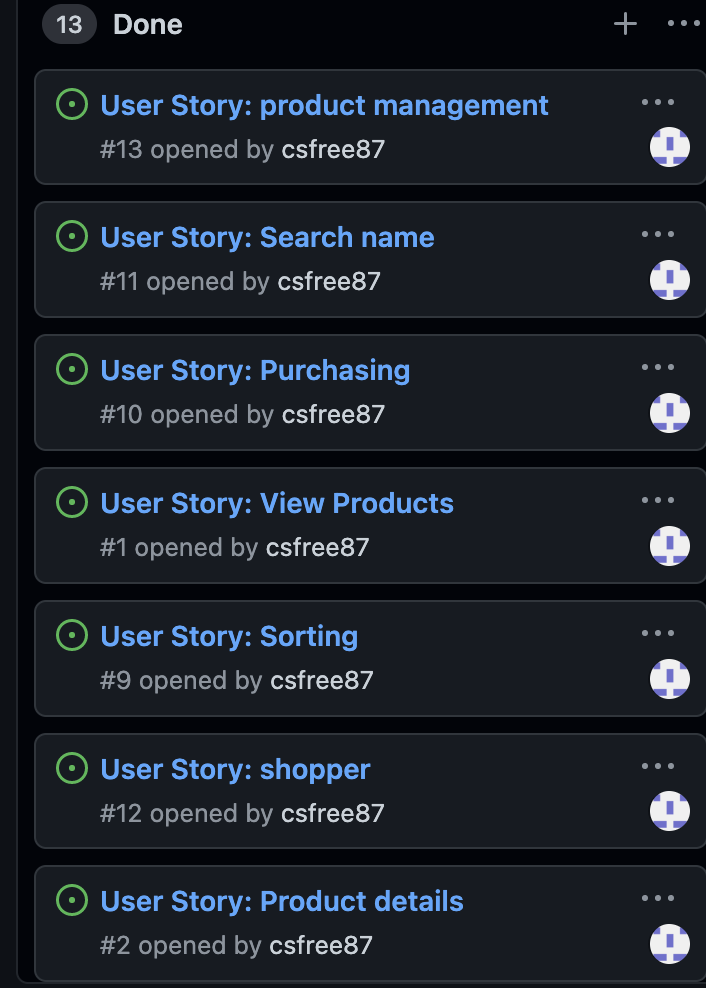 13 Done
User Story: product management
#13 opened by csfree87
User Story: Search name
#11 opened by csfree87
User Story: Purchasing
#10 opened by csfree87
User Story: View Products
#1 opened by csfree87
User Story: Sorting
#9 opened by csfree87
User Story: shopper
#12 opened by csfree87
User Story: Product details
#2 opened by csfree87